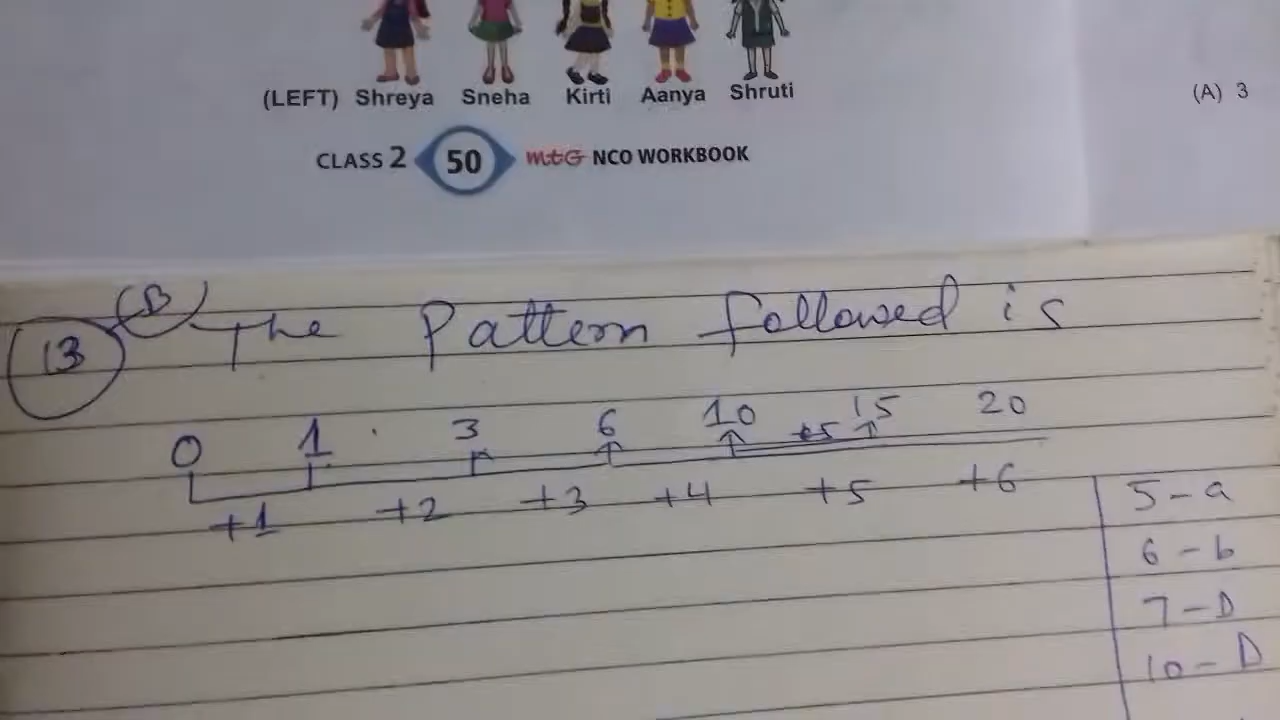 (LEFT) Shreya Sneha Kirti Aanya Shruti
(A) 3
CLASS 2 50 mtG NCO WORKBOOK
13 (B) The Pattern followed is
0 1 3 6 10 +5 15 20
+1 +2 +3 +4 +5 +6
5 - a
6 - b
7 - D
10 - D